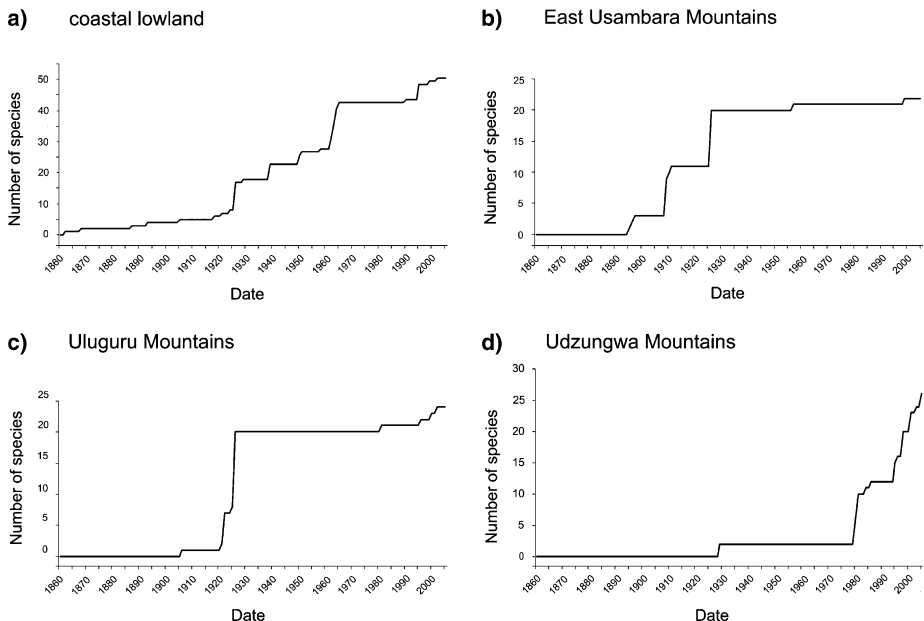 a) coastal lowland
Number of species
50
40
30
20
10
0
1860 1870 1880 1890 1900 1910 1920 1930 1940 1950 1960 1970 1980 1990 2000
Date
b) East Usambara Mountains
Number of species
25
20
15
10
5
0
1860 1870 1880 1890 1900 1910 1920 1930 1940 1950 1960 1970 1980 1990 2000
Date
c) Uluguru Mountains
Number of species
25
20
15
10
5
0
1860 1870 1880 1890 1900 1910 1920 1930 1940 1950 1960 1970 1980 1990 2000
Date
d) Udzungwa Mountains
Number of species
30
25
20
15
10
5
0
1860 1870 1880 1890 1900 1910 1920 1930 1940 1950 1960 1970 1980 1990 2000
Date